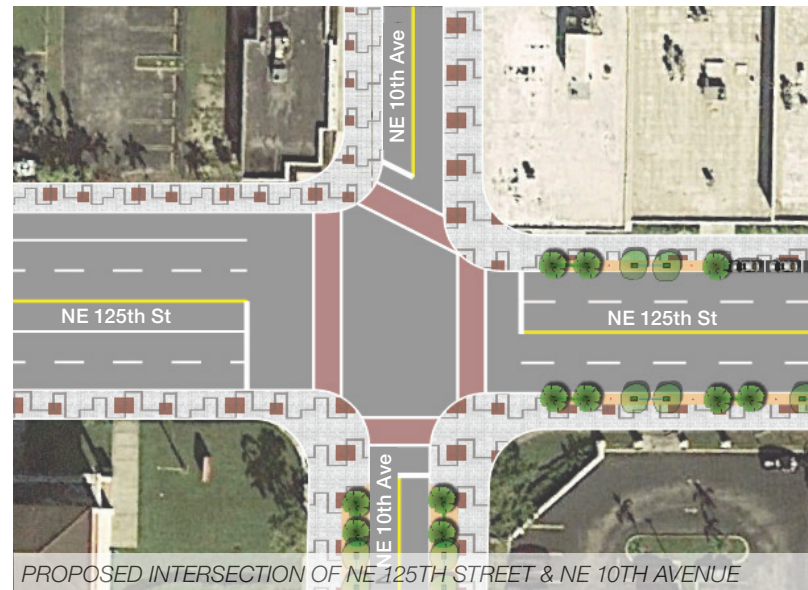 NE 10th Ave
NE 125th St
NE 125th St
NE 10th Ave
PROPOSED INTERSECTION OF NE 125TH STREET & NE 10TH AVENUE